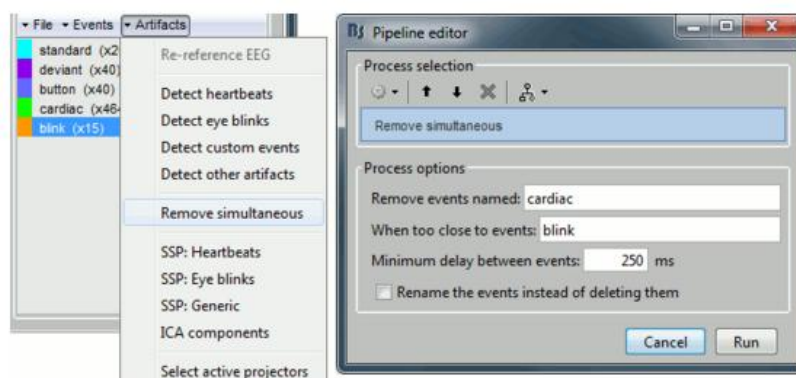 File Events Artifacts
standard (x2
deviant (x40)
button (x40)
cardiac (x46
blink (x15)
Re-reference EEG
Detect heartbeats
Detect eye blinks
Detect custom events
Detect other artifacts
Remove simultaneous
SSP: Heartbeats
SSP: Eye blinks
SSP: Generic
ICA components
Select active projectors
Pipeline editor
Process selection
Remove simultaneous
Process options
Remove events named: cardiac
When too close to events: blink
Minimum delay between events: 250 ms
Rename the events instead of deleting them
Cancel Run